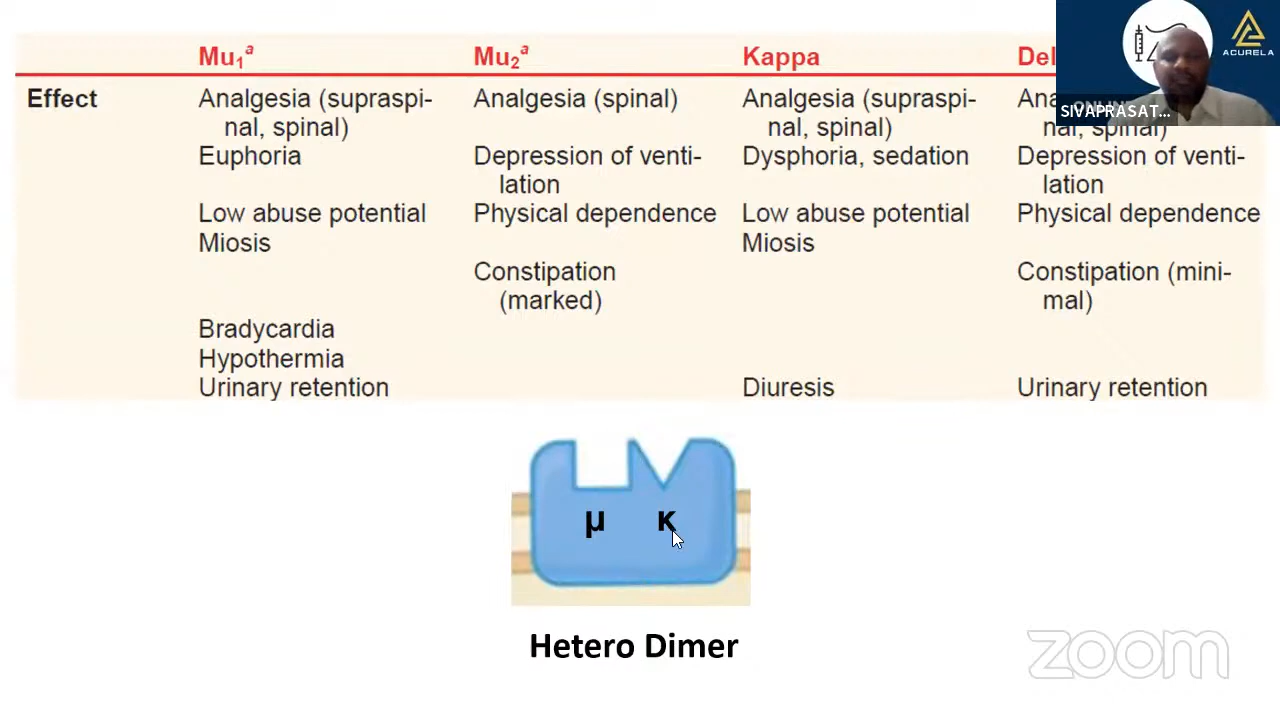 Mu₁ᵃ Mu₂ᵃ Kappa Del
ACURELA
SIVAPRASAT...
Effect Analgesia (supraspi- Analgesia (spinal) Analgesia (supraspi- Ana
nal, spinal) nal, spinal) nal, spinal)
Euphoria Depression of venti- Dysphoria, sedation Depression of venti-
lation lation
Low abuse potential Physical dependence Low abuse potential Physical dependence
Miosis Miosis
Constipation Constipation (mini-
(marked) mal)
Bradycardia
Hypothermia
Urinary retention Diuresis Urinary retention
μ κ
Hetero Dimer
zoom